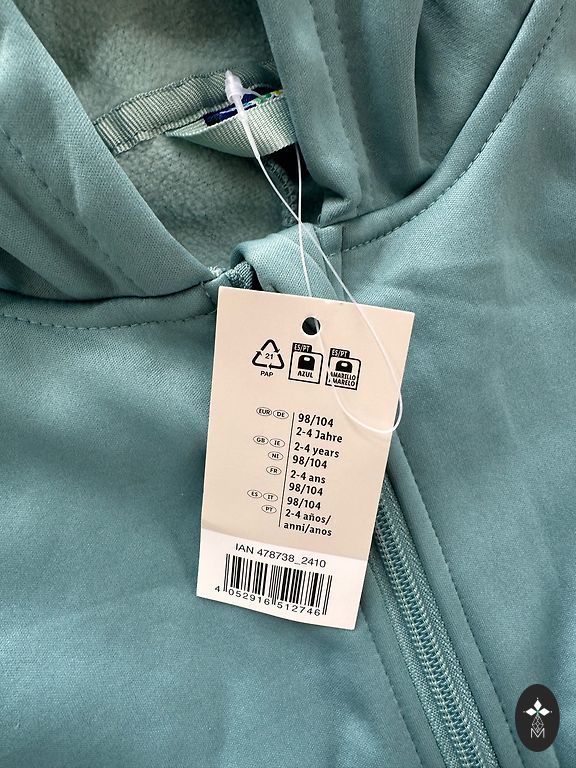 21
PAP
ES/PT
AZUL
ES/PT
AMARILLO
AMARELO
EUR DE 98/104
2-4 Jahre
GB IE 2-4 years
NI 98/104
FR 2-4 ans
98/104
ES IT 98/104
PT 2-4 años/
anni/anos
IAN 478738_2410
4 052916 512746
M